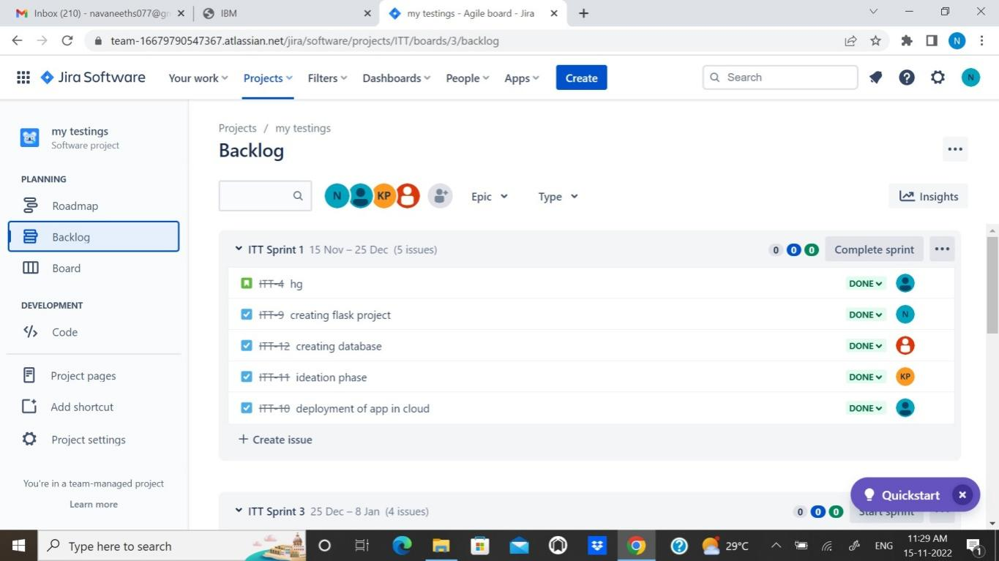 Inbox (210) - navaneeths077@gn
IBM
my testings - Agile board - Jira
team-16679790547367.atlassian.net/jira/software/projects/ITT/boards/3/backlog
N
Jira Software
Your work
Projects
Filters
Dashboards
People
Apps
Create
Search
N
my testings
Software project
PLANNING
Roadmap
Backlog
Board
DEVELOPMENT
Code
Project pages
Add shortcut
Project settings
You're in a team-managed project
Learn more
Projects / my testings
Backlog
N KP
Epic
Type
Insights
ITT Sprint 1 15 Nov – 25 Dec (5 issues)
0 0 0
Complete sprint
ITT-4 hg DONE
ITT-9 creating flask project DONE N
ITT-12 creating database DONE
ITT-11 ideation phase DONE KP
ITT-10 deployment of app in cloud DONE
+ Create issue
Quickstart
ITT Sprint 3 25 Dec – 8 Jan (4 issues)
0 0 0
Start sprint
Type here to search
29°C
ENG
11:29 AM
15-11-2022
1